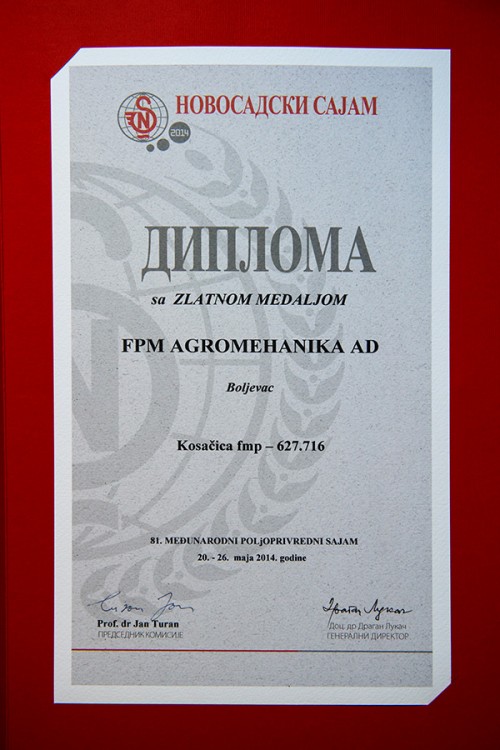 НОВОСАДСКИ САЈАМ
2014
ДИПЛОМА
sa ZLATNOM MEDALJOM
FPM AGROMEHANIKA AD
Boljevac
Kosačica fmp – 627.716
81. MEĐUNARODNI POLjOPRIVREDNI SAJAM
20. - 26. maja 2014. godine
Prof. dr Jan Turan
ПРЕДСЕДНИК КОМИСИЈЕ
Доц. др Драган Лукач
ГЕНЕРАЛНИ ДИРЕКТОР